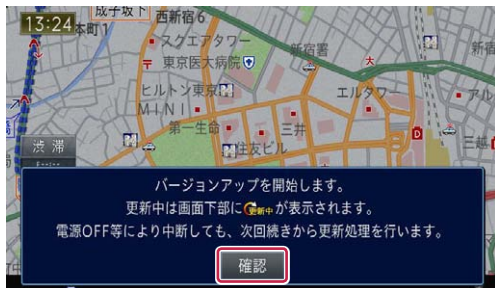 13:24
成子坂下
西新宿6
本町1
スクエアタワー
新宿署
東京医大病院
ヒルトン東京
エルタワー
MINI
第一生命
三井
住友ビル
三越
D
渋滞
バージョンアップを開始します。
更新中は画面下部に更新中が表示されます。
電源OFF等により中断しても、次回続きから更新処理を行います。
確認